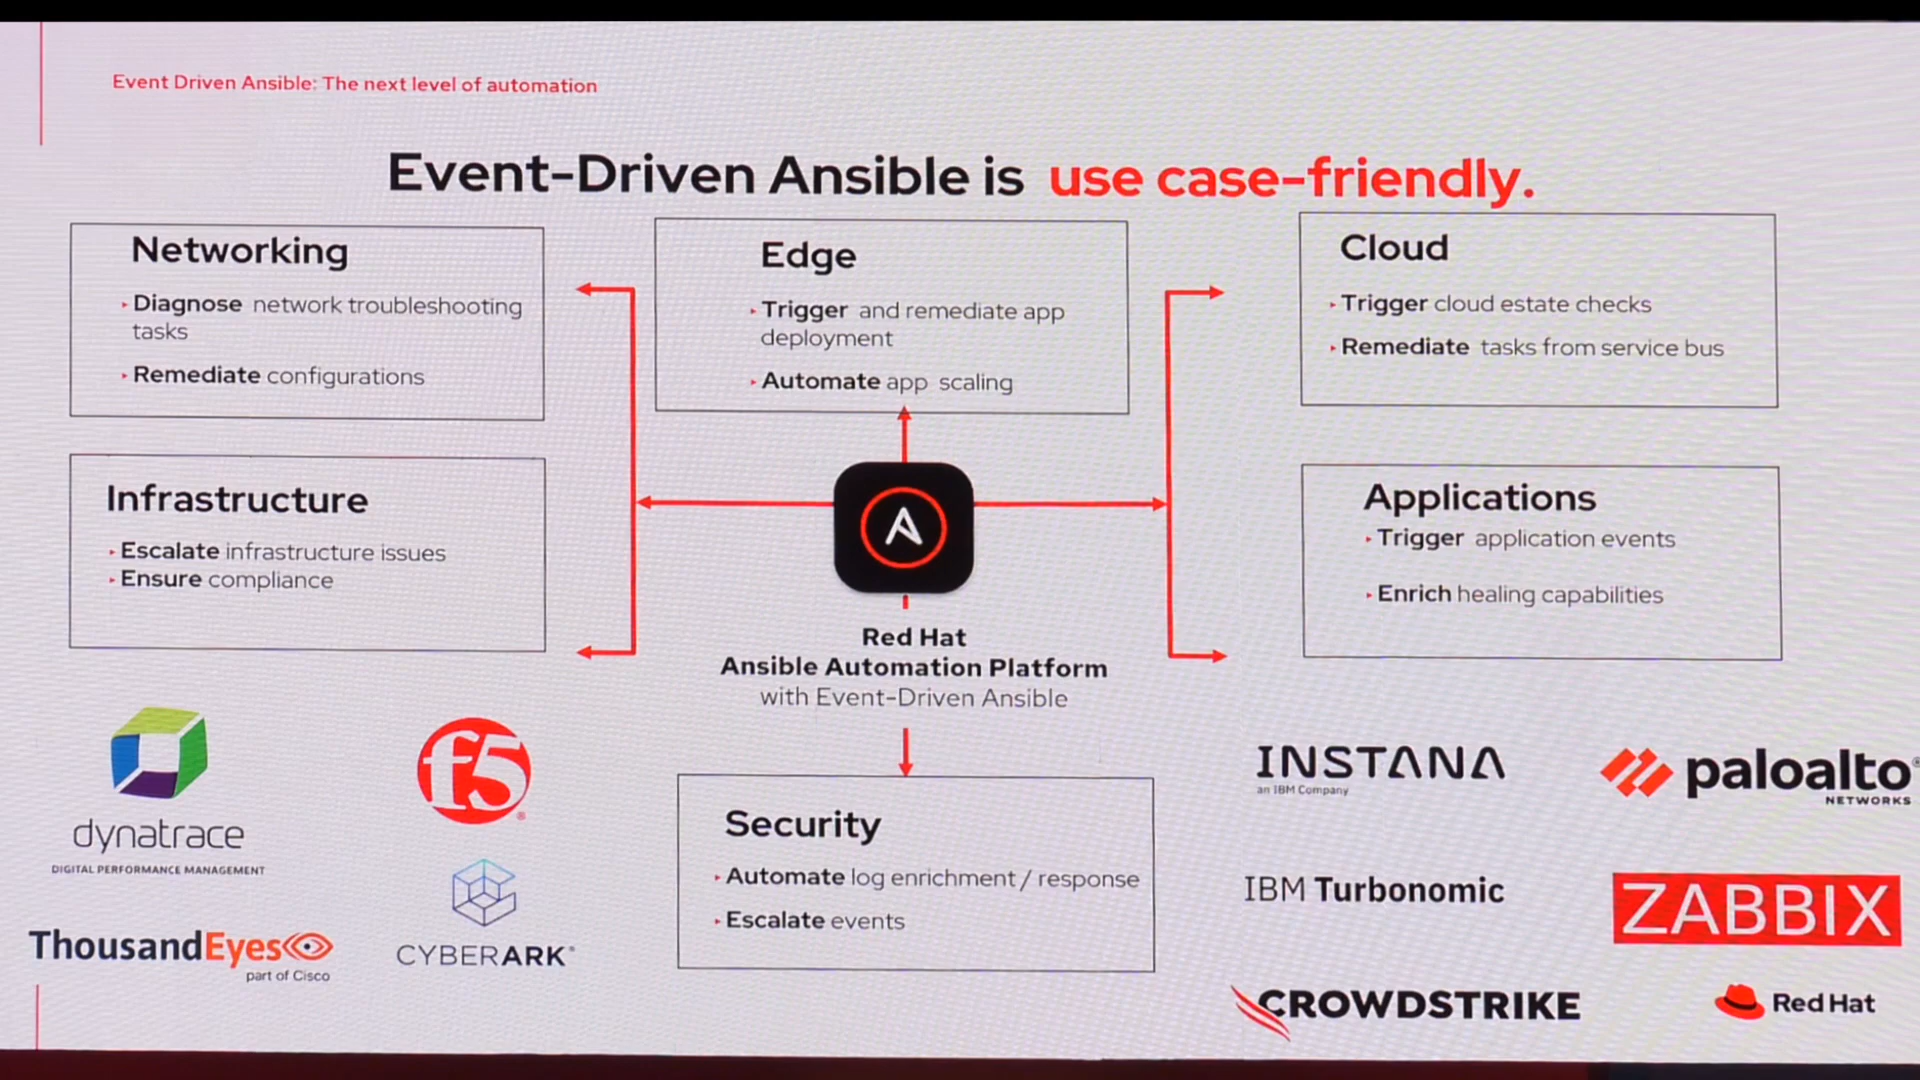 Event Driven Ansible: The next level of automation
Event-Driven Ansible is use case-friendly.
Networking
Diagnose network troubleshooting
tasks
Remediate configurations
Edge
Trigger and remediate app
deployment
Automate app scaling
Cloud
Trigger cloud estate checks
Remediate tasks from service bus
Infrastructure
Escalate infrastructure issues
Ensure compliance
Applications
Trigger application events
Enrich healing capabilities
Red Hat
Ansible Automation Platform
with Event-Driven Ansible
Security
Automate log enrichment / response
Escalate events
dynatrace
DIGITAL PERFORMANCE MANAGEMENT
f5®
ThousandEyes
part of Cisco
CYBERARK®
INSTANA
an IBM Company
paloalto®
NETWORKS
IBM Turbonomic
ZABBIX
CROWDSTRIKE
Red Hat